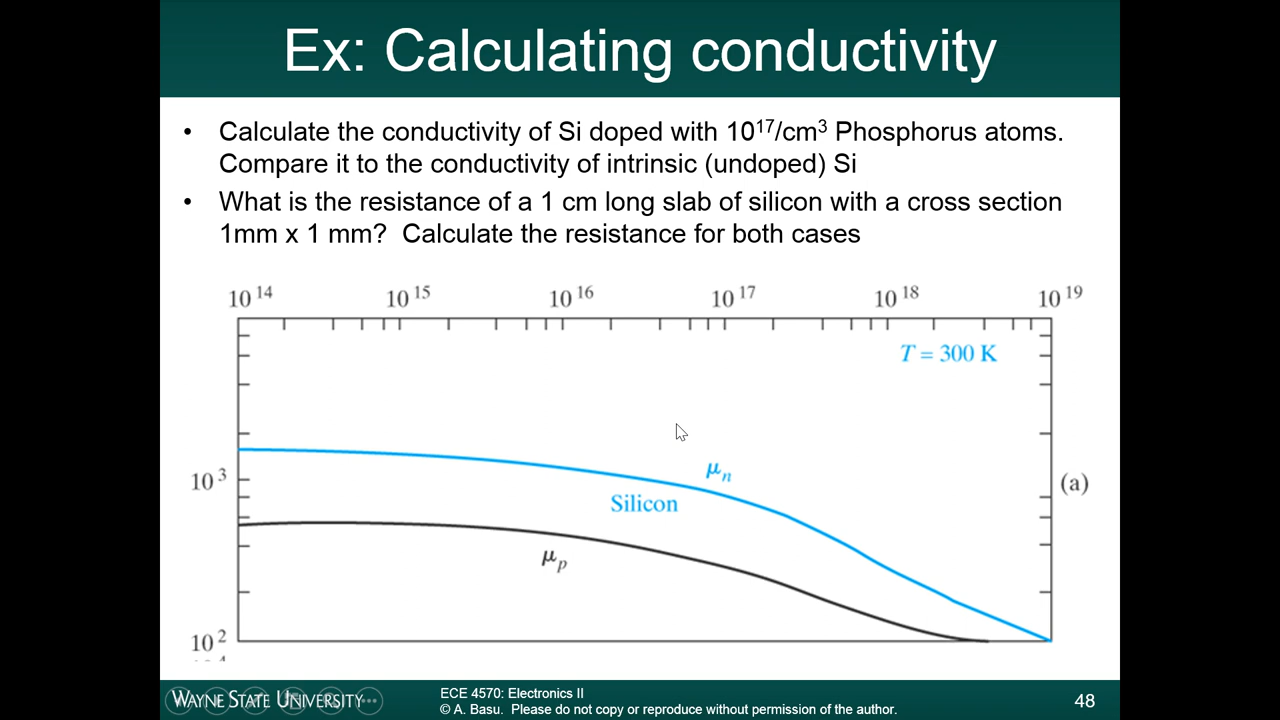 Ex: Calculating conductivity
• Calculate the conductivity of Si doped with 10¹⁷/cm³ Phosphorus atoms.
Compare it to the conductivity of intrinsic (undoped) Si
• What is the resistance of a 1 cm long slab of silicon with a cross section
1mm x 1 mm? Calculate the resistance for both cases
10¹⁴ 10¹⁵ 10¹⁶ 10¹⁷ 10¹⁸ 10¹⁹
T = 300 K
μₙ
10³
(a)
Silicon
μₚ
10²
WAYNE STATE UNIVERSITY
ECE 4570: Electronics II
© A. Basu. Please do not copy or reproduce without permission of the author.
48